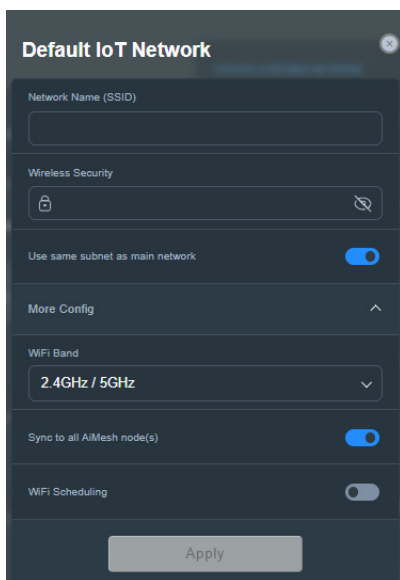 Default IoT Network
Network Name (SSID)
Wireless Security
Use same subnet as main network
More Config
WiFi Band
2.4GHz / 5GHz
Sync to all AiMesh node(s)
WiFi Scheduling
Apply